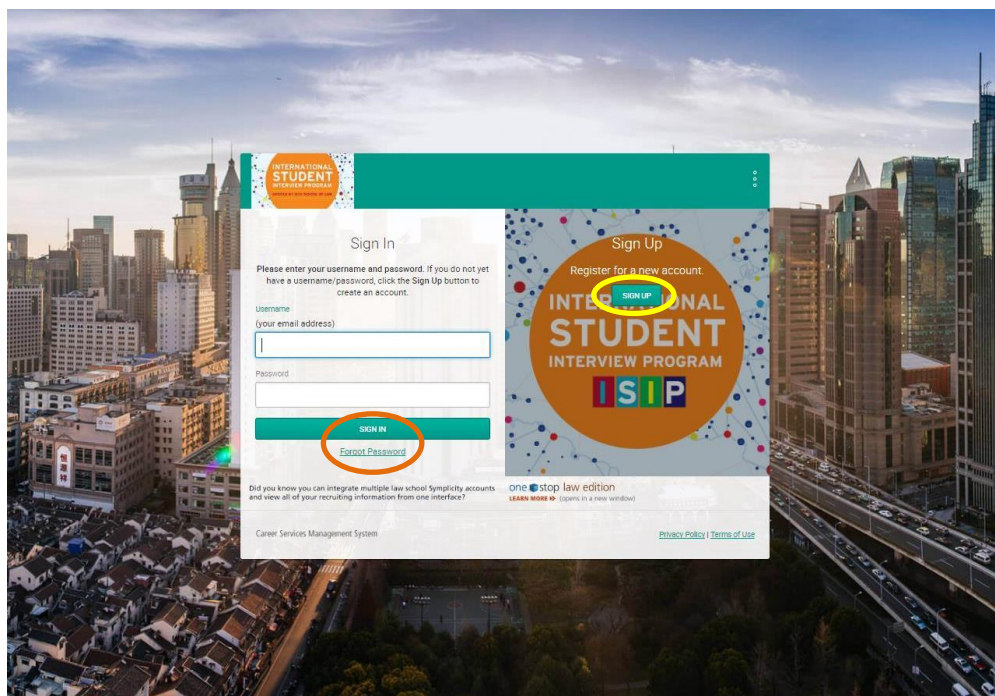 INTERNATIONAL
STUDENT
INTERVIEW PROGRAM
Sign In
Please enter your username and password. If you do not yet
have a username/password, click the Sign Up button to
create an account.
Username
(your email address)
Password
SIGN IN
Forgot Password
Sign Up
Register for a new account.
SIGN UP
STUDENT
INTERVIEW PROGRAM
ISIP
Did you know you can integrate multiple law school Symplicity accounts
and view all of your recruiting information from one interface?
one stop law edition
LEARN MORE (opens in a new window)
Career Services Management System
Privacy Policy | Terms of Use
恒源祥